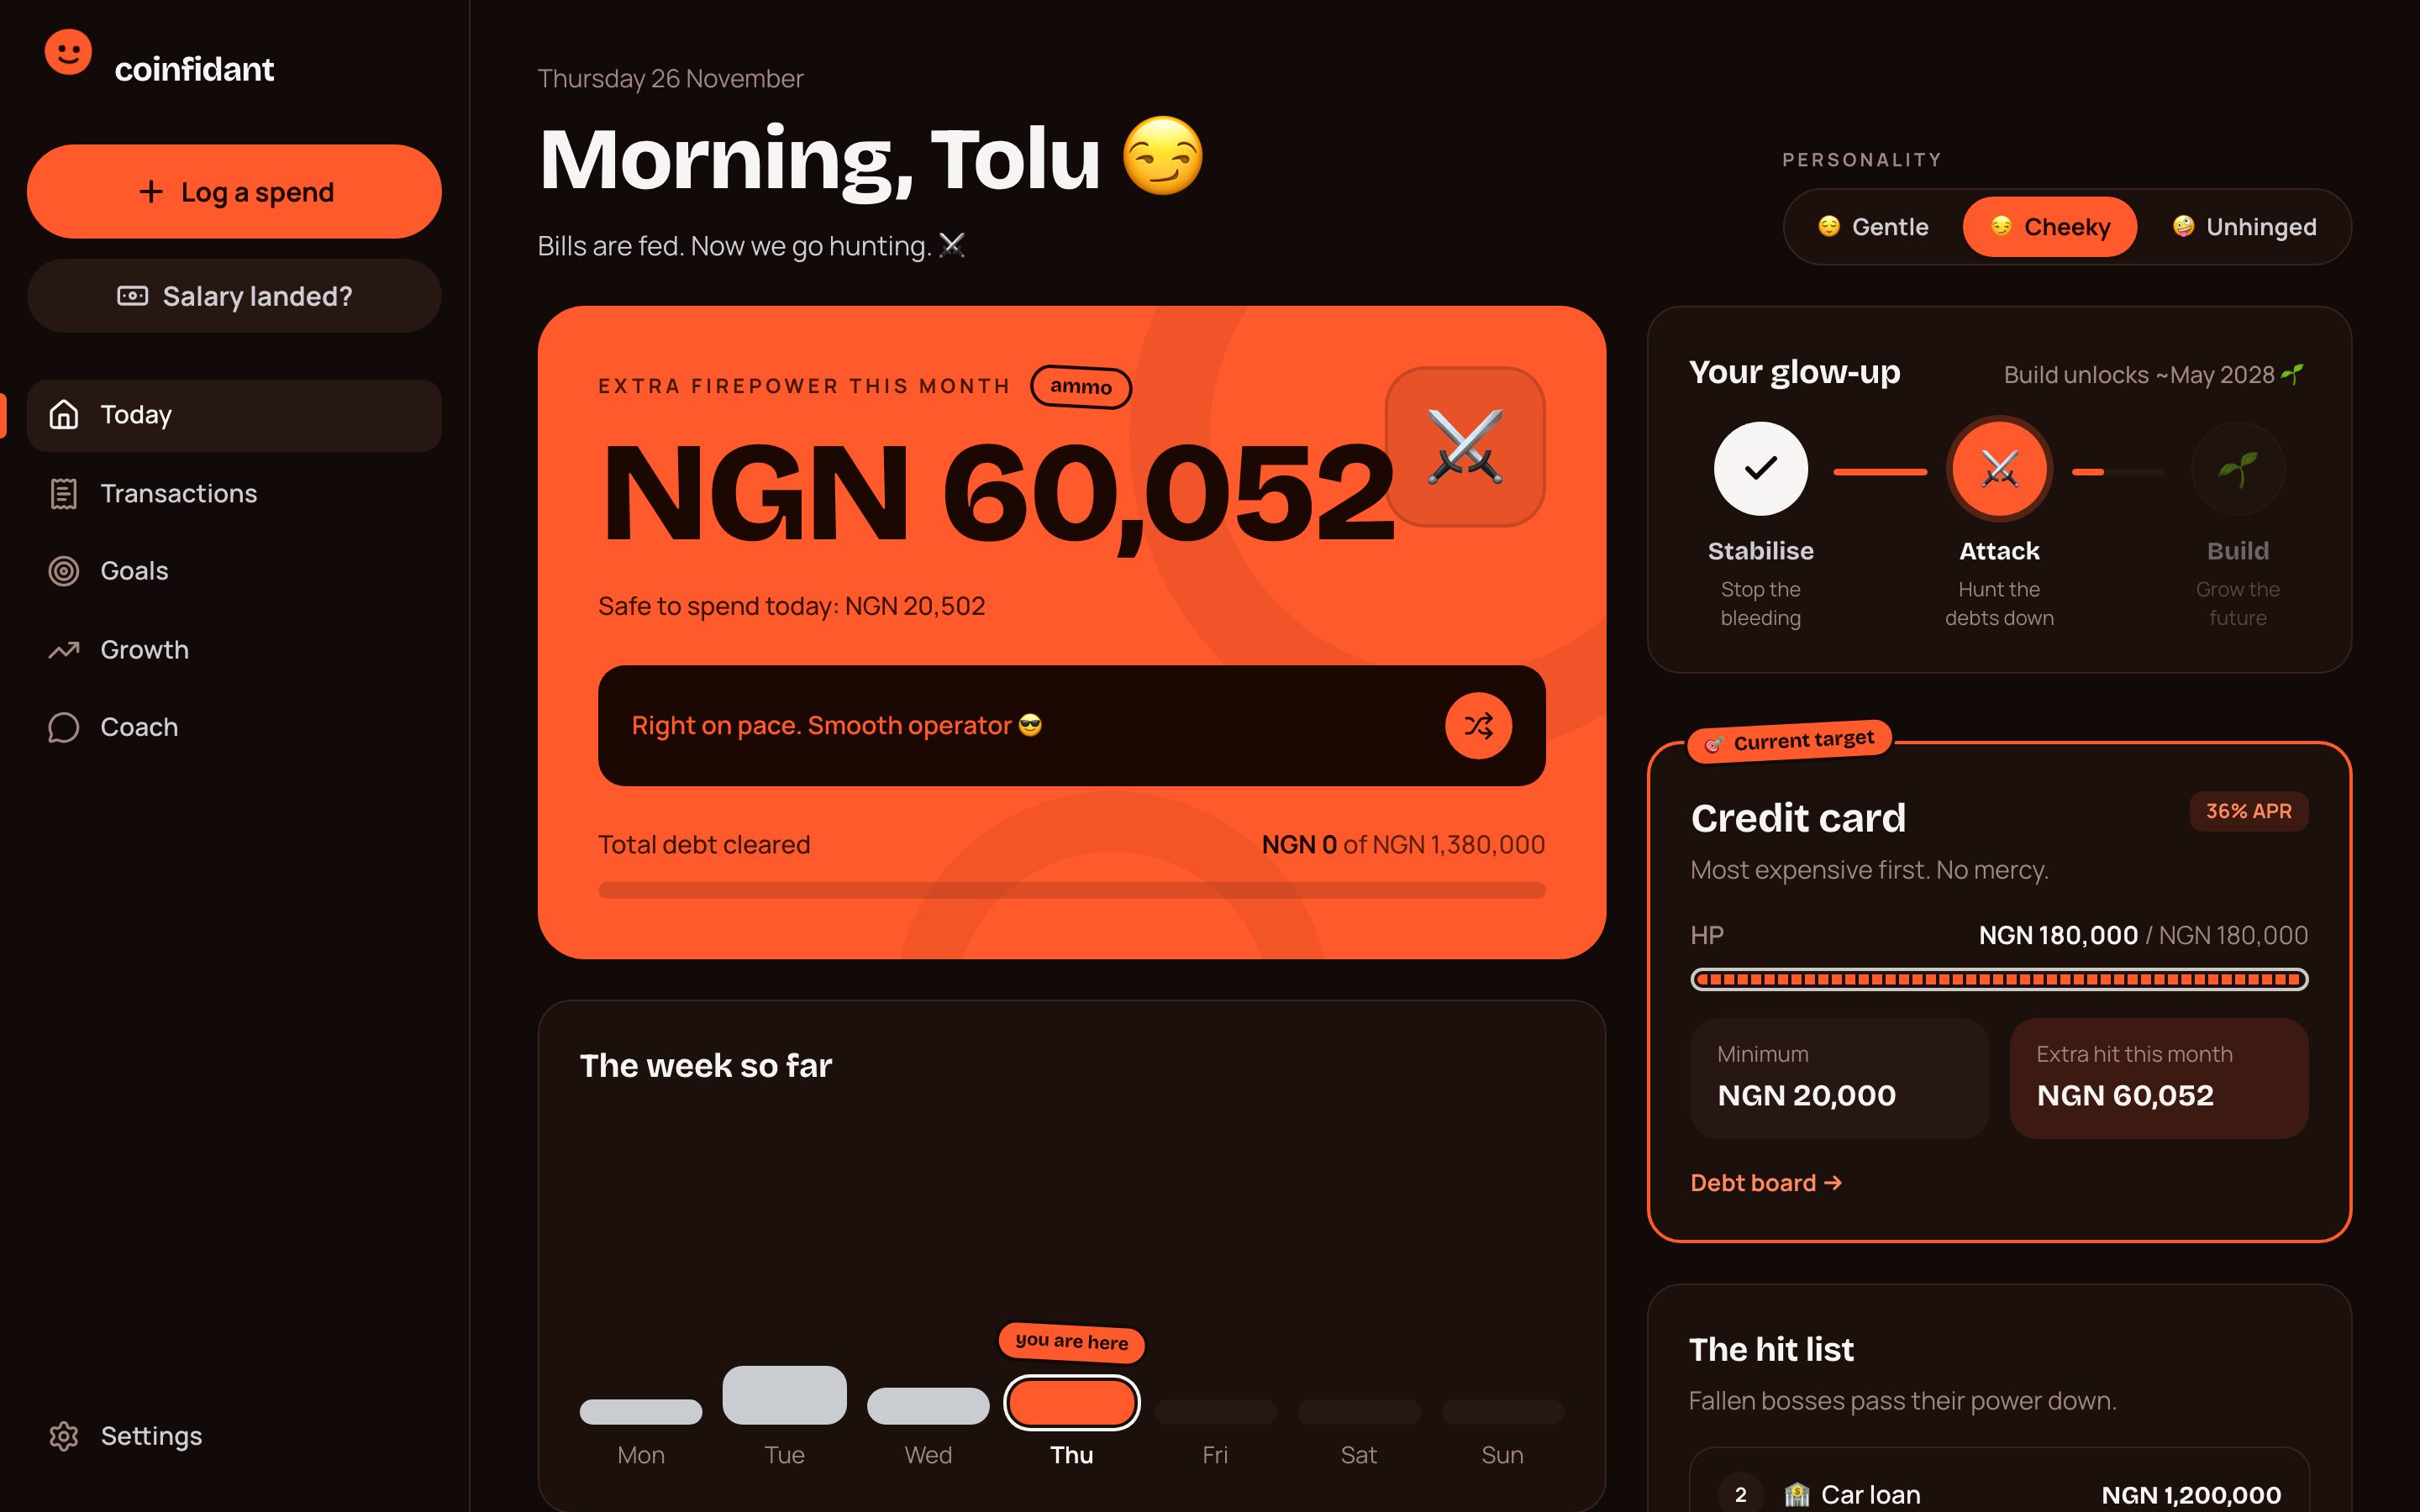 coinfidant
Log a spend
Salary landed?
Today
Transactions
Goals
Growth
Coach
Settings
Thursday 26 November
Morning, Tolu 😏
Bills are fed. Now we go hunting. ⚔️
PERSONALITY
😌 Gentle
😏 Cheeky
🤪 Unhinged
EXTRA FIREPOWER THIS MONTH
ammo
NGN 60,052
Safe to spend today: NGN 20,502
Right on pace. Smooth operator 😎
Total debt cleared
NGN 0 of NGN 1,380,000
The week so far
you are here
Mon
Tue
Wed
Thu
Fri
Sat
Sun
Your glow-up
Build unlocks ~May 2028 🌱
Stabilise
Stop the
bleeding
Attack
Hunt the
debts down
Build
Grow the
future
🎯 Current target
Credit card
36% APR
Most expensive first. No mercy.
HP
NGN 180,000 / NGN 180,000
Minimum
NGN 20,000
Extra hit this month
NGN 60,052
Debt board →
The hit list
Fallen bosses pass their power down.
2
🏦 Car loan
NGN 1,200,000